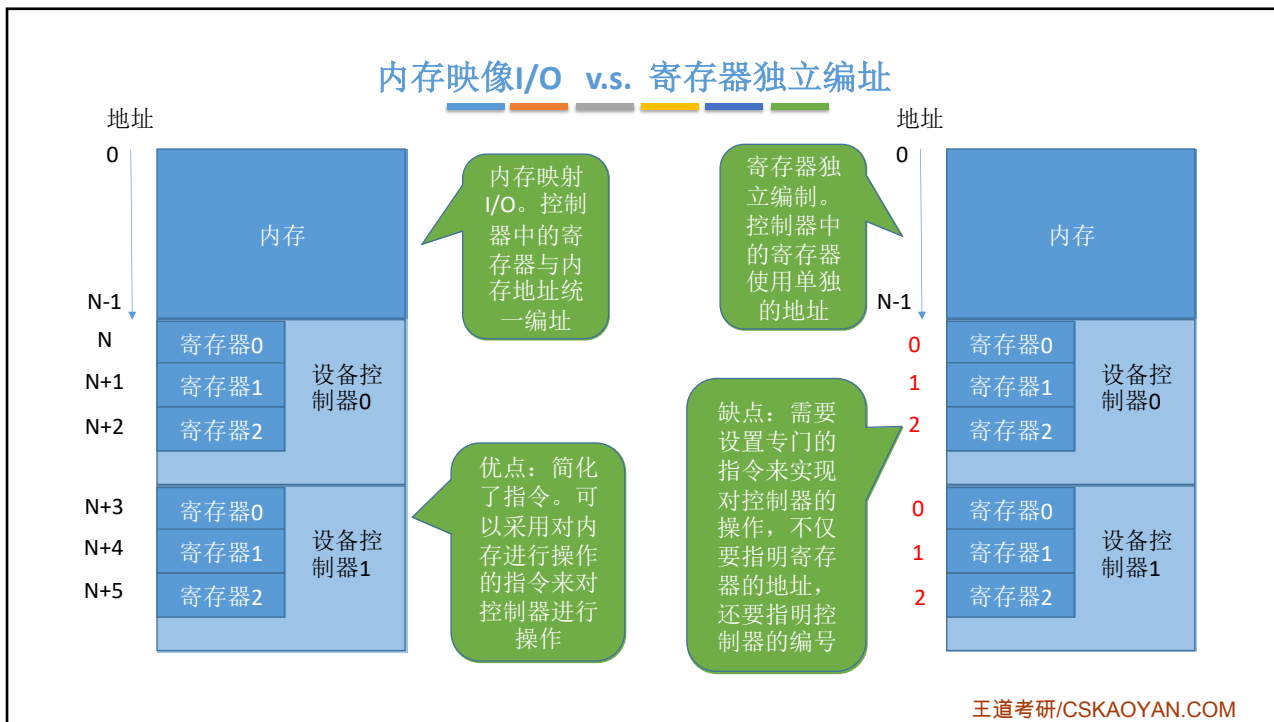 内存映像I/O v.s. 寄存器独立编址
地址
0
内存
N-1
N
寄存器0
N+1
寄存器1
N+2
寄存器2
设备控
制器0
N+3
寄存器0
N+4
寄存器1
N+5
寄存器2
设备控
制器1
内存映射
I/O。控制
器中的寄
存器与内
存地址统
一编址
优点：简化
了指令。可
以采用对内
存进行操作
的指令来对
控制器进行
操作
寄存器独
立编制。
控制器中
的寄存器
使用单独
的地址
缺点：需要
设置专门的
指令来实现
对控制器的
操作，不仅
要指明寄存
器的地址，
还要指明控
制器的编号
地址
0
内存
N-1
0
寄存器0
1
寄存器1
2
寄存器2
设备控
制器0
0
寄存器0
1
寄存器1
2
寄存器2
设备控
制器1
王道考研/CSKAOYAN.COM